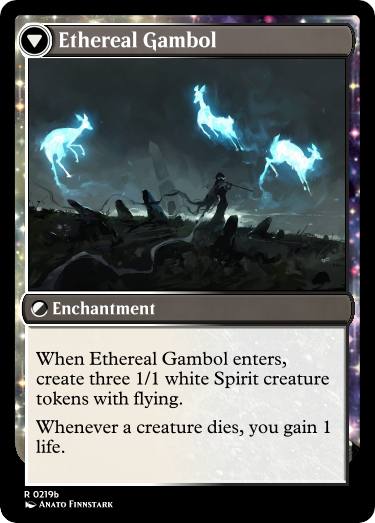 Ethereal Gambol
Enchantment
When Ethereal Gambol enters,
create three 1/1 white Spirit creature
tokens with flying.
Whenever a creature dies, you gain 1
life.
R 0219b
Anato Finnstark